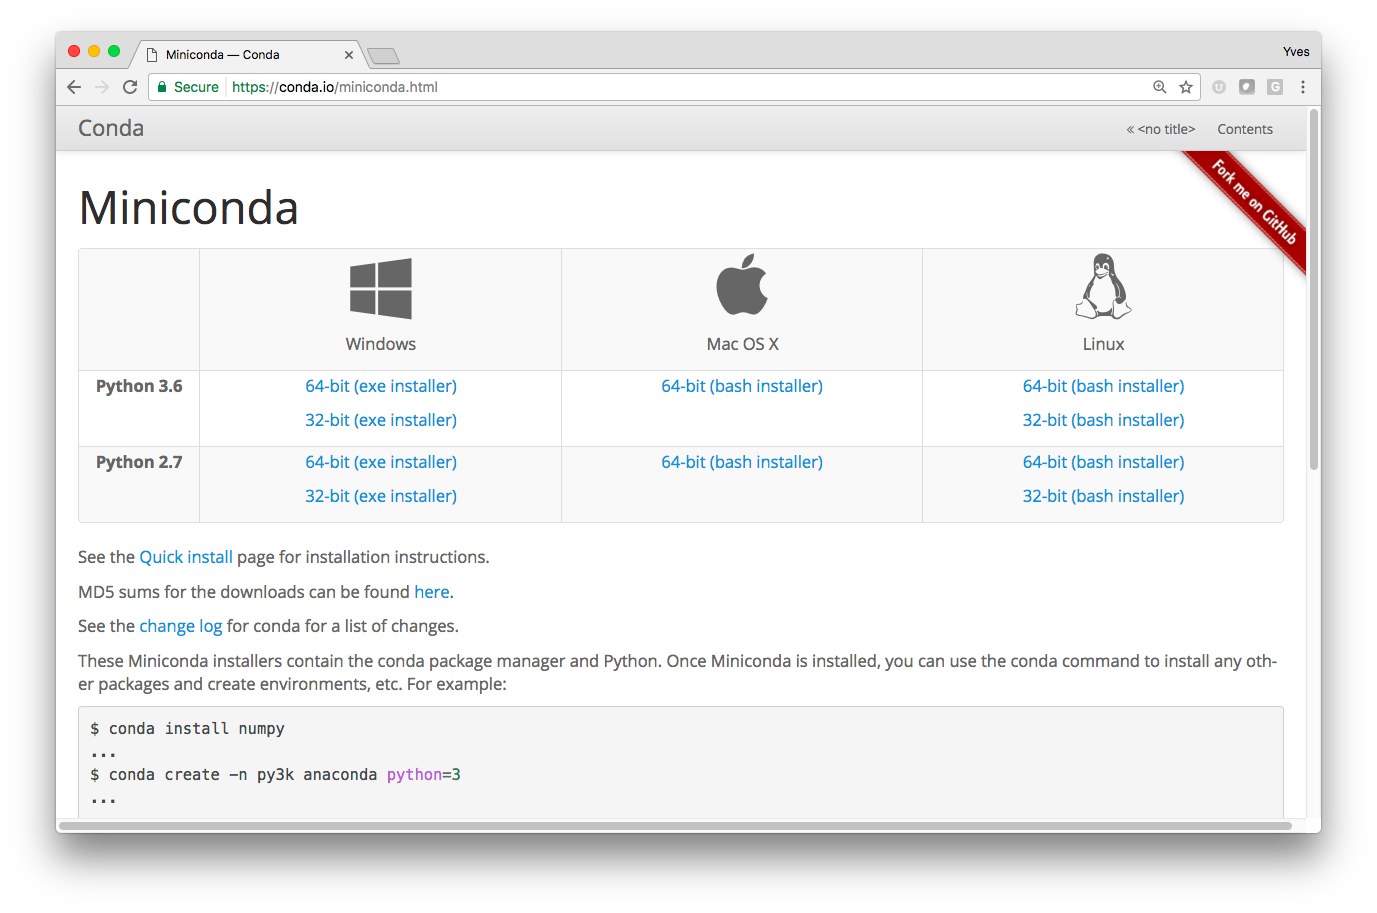 Miniconda — Conda
Yves
Secure https://conda.io/miniconda.html
Conda
« <no title> Contents
Fork me on GitHub
Miniconda
Windows Mac OS X Linux
Python 3.6 64-bit (exe installer) 64-bit (bash installer) 64-bit (bash installer)
32-bit (exe installer) 32-bit (bash installer)
Python 2.7 64-bit (exe installer) 64-bit (bash installer) 64-bit (bash installer)
32-bit (exe installer) 32-bit (bash installer)
See the Quick install page for installation instructions.
MD5 sums for the downloads can be found here.
See the change log for conda for a list of changes.
These Miniconda installers contain the conda package manager and Python. Once Miniconda is installed, you can use the conda command to install any oth-
er packages and create environments, etc. For example:
$ conda install numpy
...
$ conda create -n py3k anaconda python=3
...